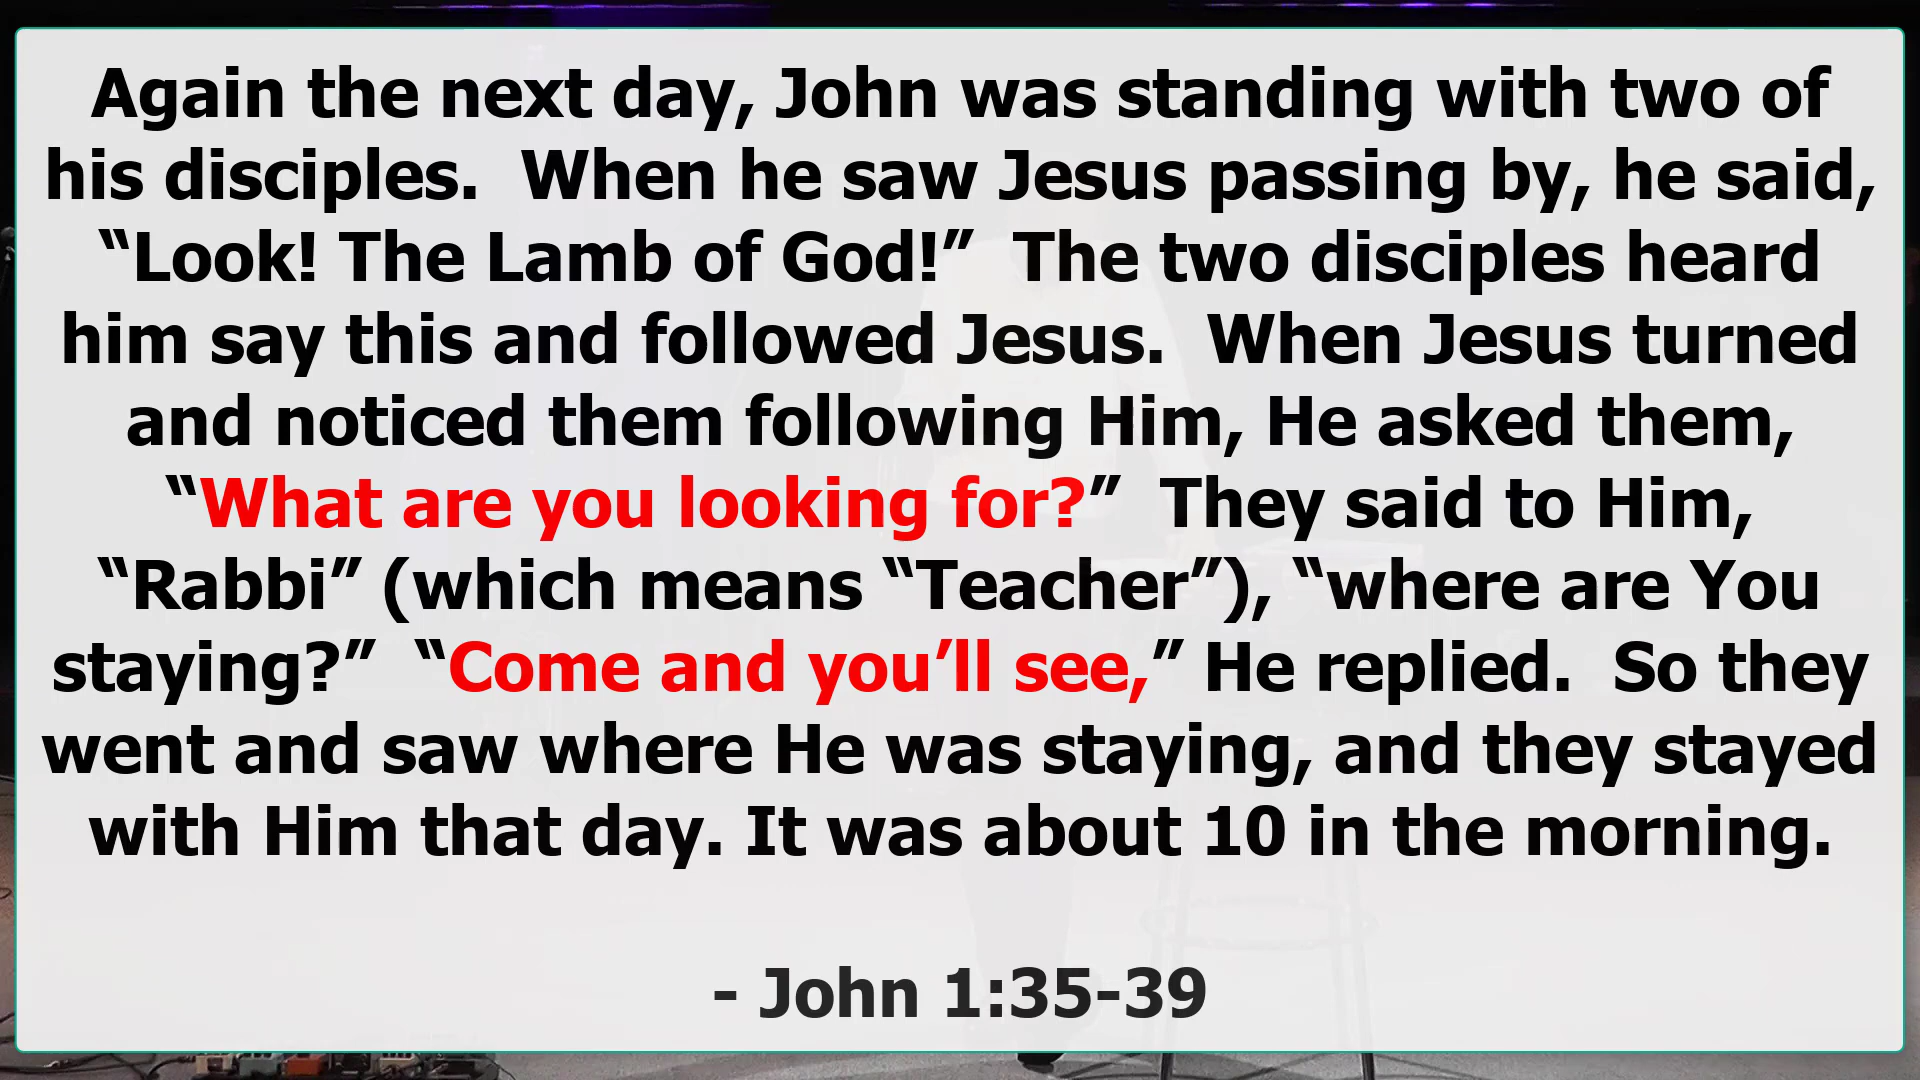 Again the next day, John was standing with two of
his disciples.  When he saw Jesus passing by, he said,
“Look! The Lamb of God!”  The two disciples heard
him say this and followed Jesus.  When Jesus turned
and noticed them following Him, He asked them,
“What are you looking for?”  They said to Him,
“Rabbi” (which means “Teacher”), “where are You
staying?”  “Come and you’ll see,” He replied.  So they
went and saw where He was staying, and they stayed
with Him that day. It was about 10 in the morning.
- John 1:35-39